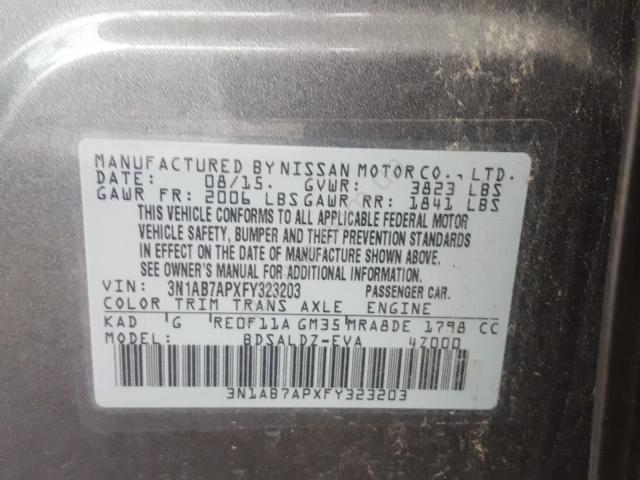 MANUFACTURED BY NISSAN MOTOR CO., LTD.
DATE: 08/15. GVWR: 3823 LBS
GAWR FR: 2006 LBS GAWR RR: 1841 LBS
THIS VEHICLE CONFORMS TO ALL APPLICABLE FEDERAL MOTOR
VEHICLE SAFETY, BUMPER AND THEFT PREVENTION STANDARDS
IN EFFECT ON THE DATE OF MANUFACTURE SHOWN ABOVE.
SEE OWNER'S MANUAL FOR ADDITIONAL INFORMATION.
VIN: 3N1AB7APXFY323203 PASSENGER CAR.
COLOR TRIM TRANS AXLE ENGINE
KAD G RE0F11A GM35 MRA8DE 1798 CC
MODEL: BDSALDZ-EVA 4Z000
3N1AB7APXFY323203